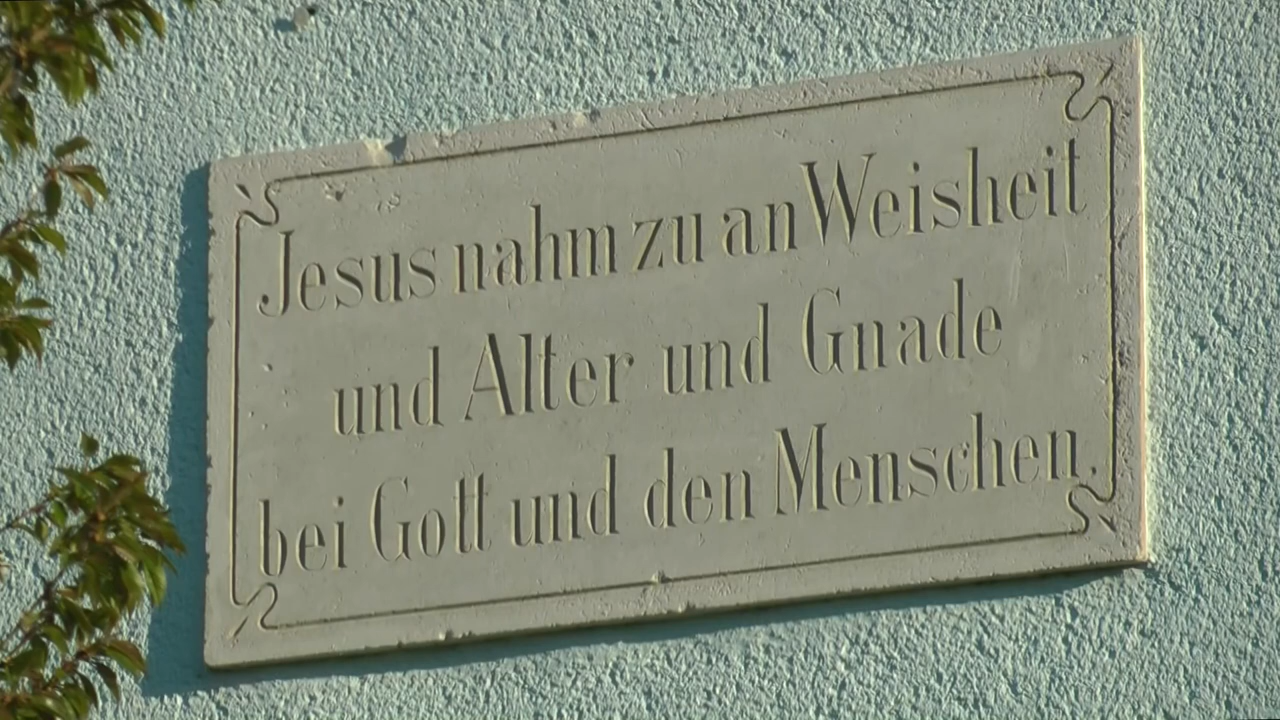 Jesus nahm zu an Weisheit
und Alter und Gnade
bei Gott und den Menschen.